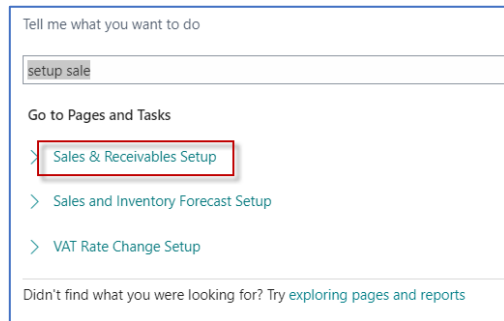 Tell me what you want to do
setup sale
Go to Pages and Tasks
Sales & Receivables Setup
Sales and Inventory Forecast Setup
VAT Rate Change Setup
Didn't find what you were looking for? Try exploring pages and reports